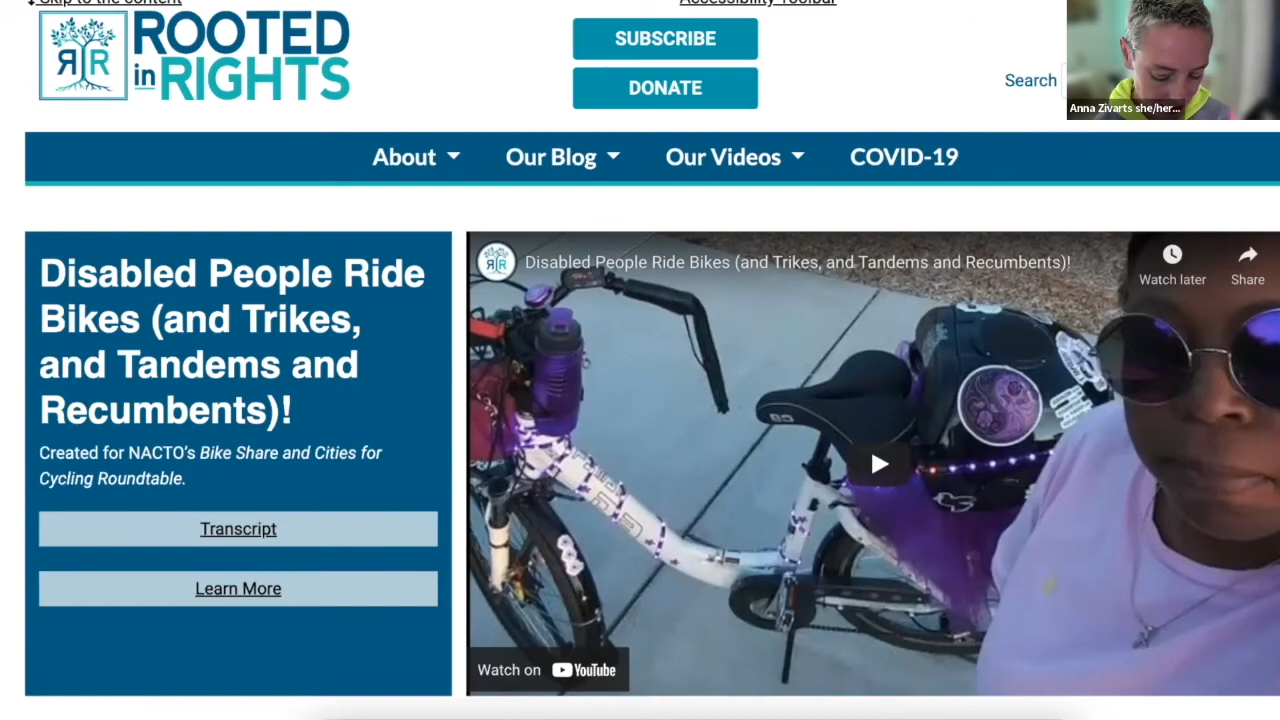 Skip to the content
Accessibility Toolbar
ROOTED
in RIGHTS
SUBSCRIBE
DONATE
Search
Anna Zivarts she/her...
About
Our Blog
Our Videos
COVID-19
Disabled People Ride
Bikes (and Trikes,
and Tandems and
Recumbents)!
Created for NACTO’s Bike Share and Cities for
Cycling Roundtable.
Transcript
Learn More
Disabled People Ride Bikes (and Trikes, and Tandems and Recumbents)!
Watch later
Share
Watch on YouTube